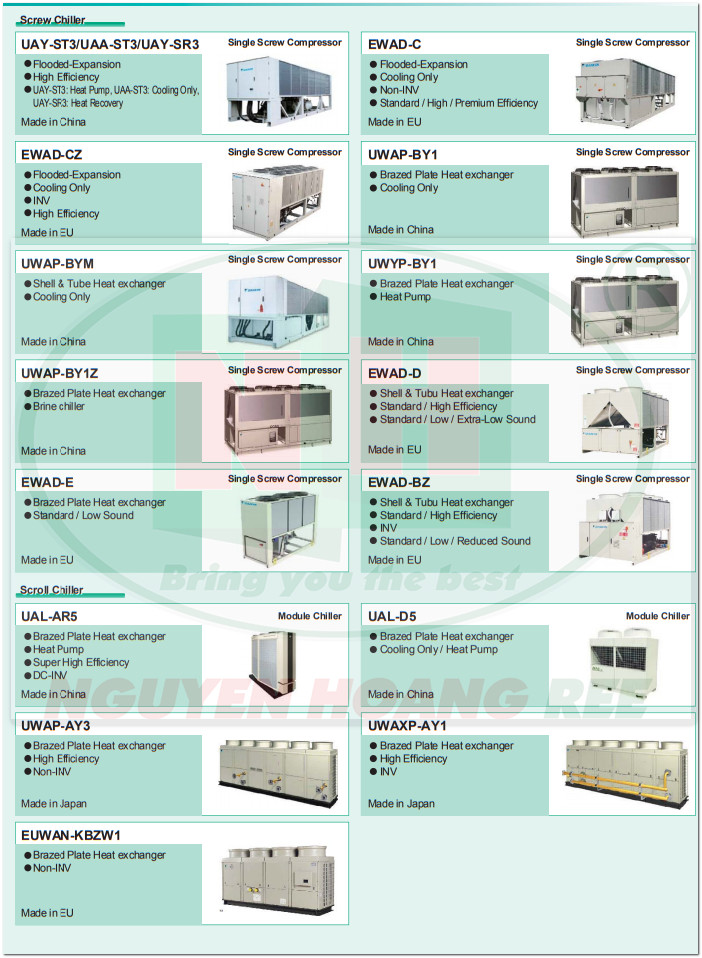 Screw Chiller
UAY-ST3/UAA-ST3/UAY-SR3
Single Screw Compressor
Flooded-Expansion
High Efficiency
UAY-ST3: Heat Pump, UAA-ST3: Cooling Only,
UAY-SR3: Heat Recovery
Made in China
EWAD-C
Single Screw Compressor
Flooded-Expansion
Cooling Only
Non-INV
Standard / High / Premium Efficiency
Made in EU
EWAD-CZ
Single Screw Compressor
Flooded-Expansion
Cooling Only
INV
High Efficiency
Made in EU
UWAP-BY1
Single Screw Compressor
Brazed Plate Heat exchanger
Cooling Only
Made in China
UWAP-BYM
Single Screw Compressor
Shell & Tube Heat exchanger
Cooling Only
Made in China
UWYP-BY1
Single Screw Compressor
Brazed Plate Heat exchanger
Heat Pump
Made in China
UWAP-BY1Z
Single Screw Compressor
Brazed Plate Heat exchanger
Brine chiller
Made in China
EWAD-D
Single Screw Compressor
Shell & Tubu Heat exchanger
Standard / High Efficiency
Standard / Low / Extra-Low Sound
Made in EU
EWAD-E
Single Screw Compressor
Brazed Plate Heat exchanger
Standard / Low Sound
Made in EU
EWAD-BZ
Single Screw Compressor
Shell & Tubu Heat exchanger
Standard / High Efficiency
INV
Standard / Low / Reduced Sound
Made in EU
Bring you the best
Scroll Chiller
UAL-AR5
Module Chiller
Brazed Plate Heat exchanger
Heat Pump
Super High Efficiency
DC-INV
Made in China
UAL-D5
Module Chiller
Brazed Plate Heat exchanger
Cooling Only / Heat Pump
Made in China
NGUYEN HOANG REE
UWAP-AY3
Brazed Plate Heat exchanger
High Efficiency
Non-INV
Made in Japan
UWAXP-AY1
Brazed Plate Heat exchanger
High Efficiency
INV
Made in Japan
EUWAN-KBZW1
Brazed Plate Heat exchanger
Non-INV
Made in EU